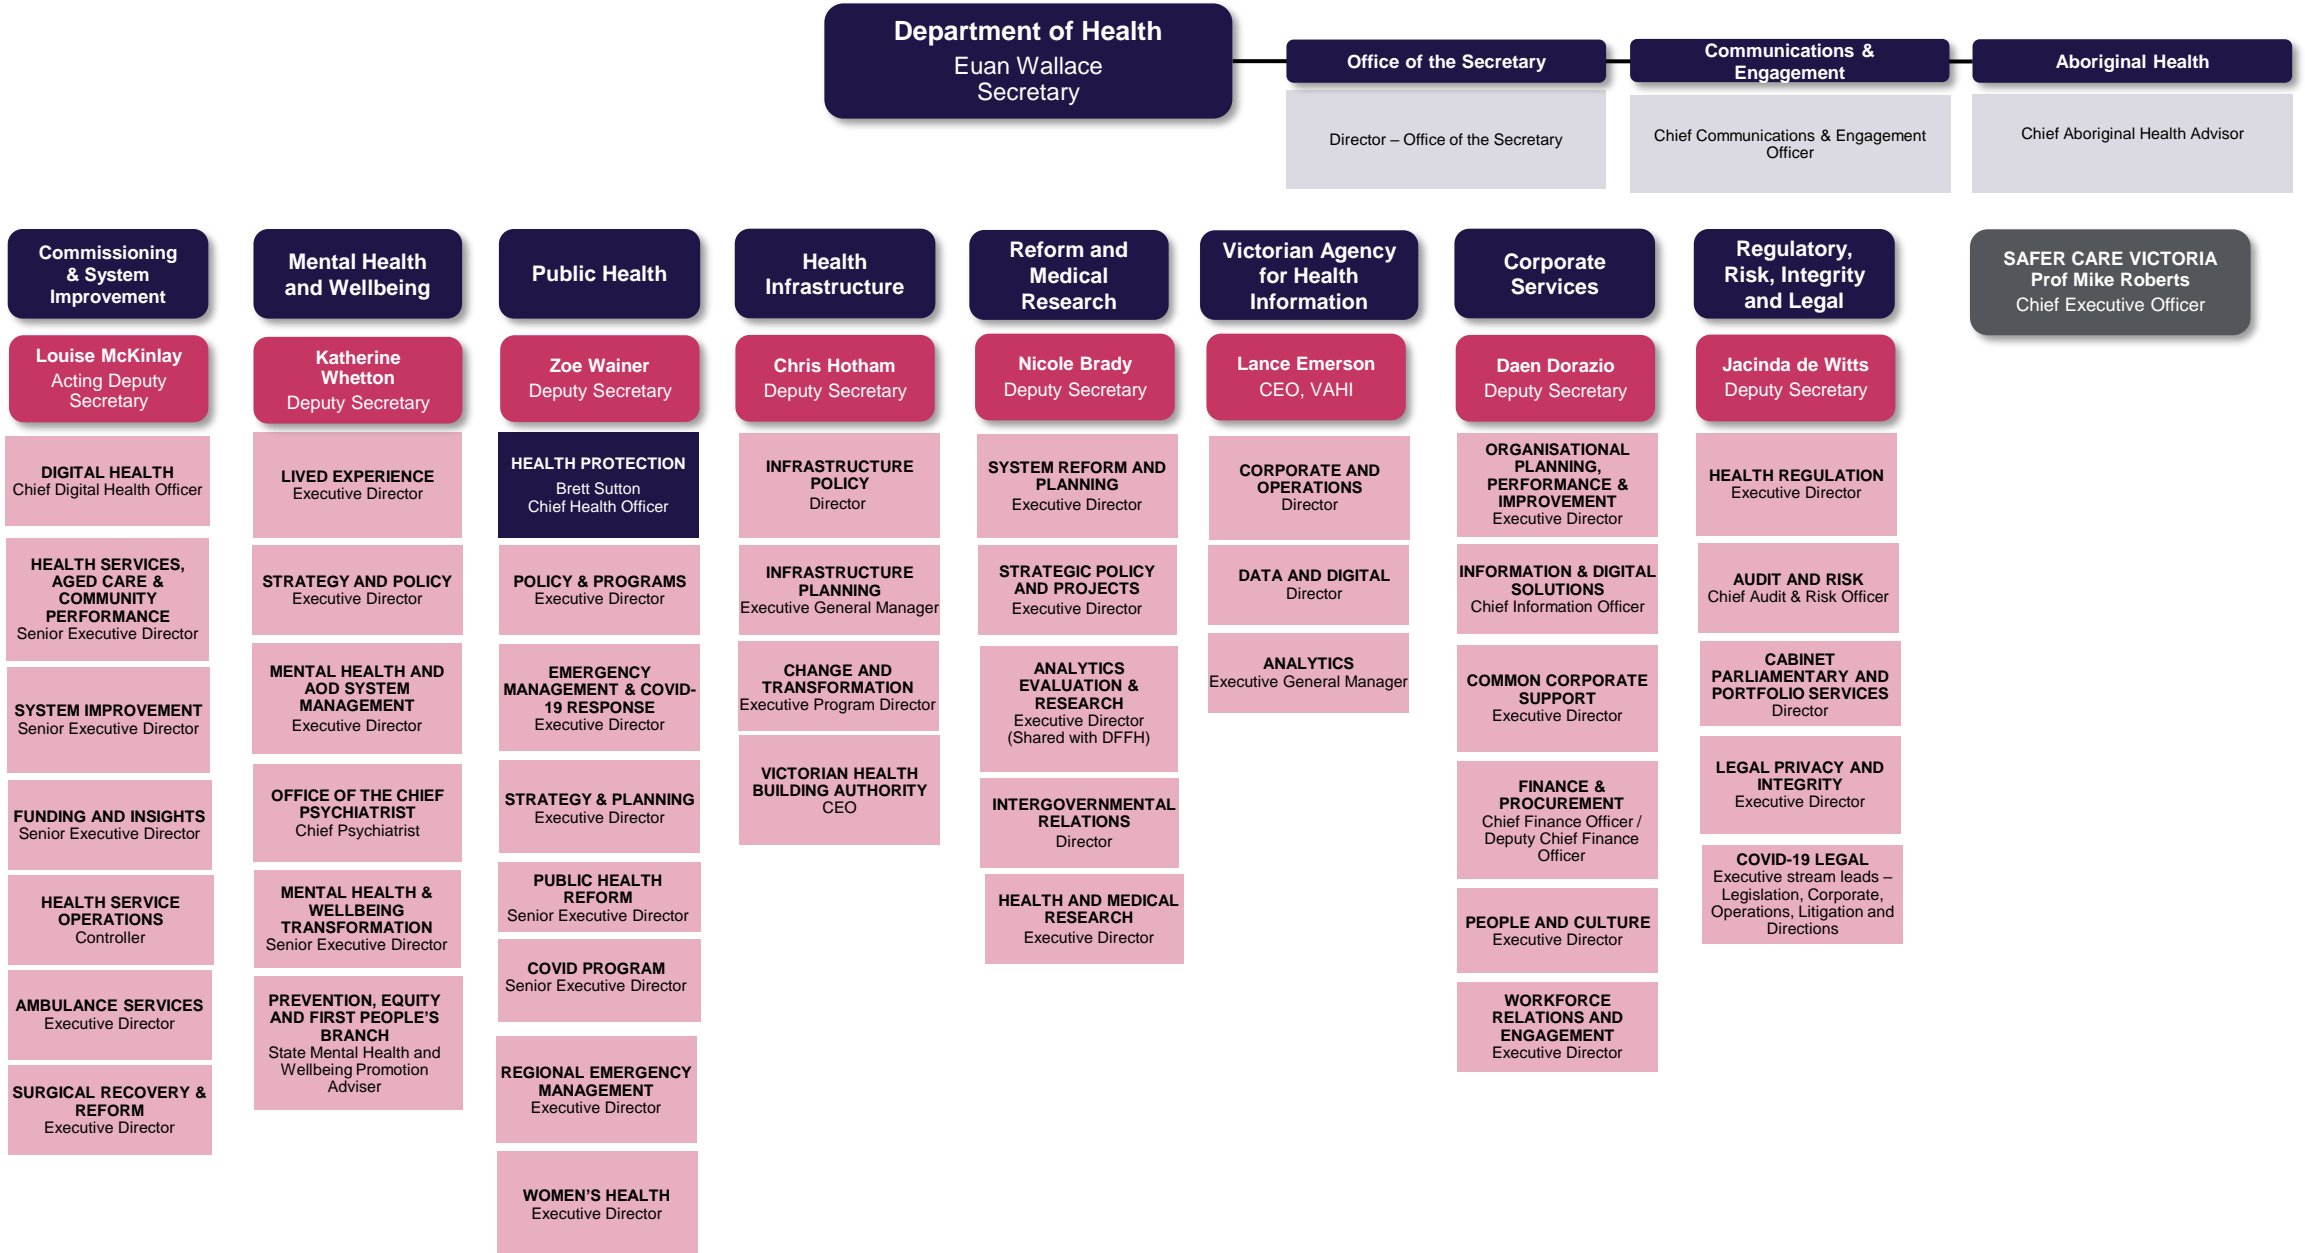 Department of Health
Euan Wallace
Secretary
Office of the Secretary
Director – Office of the Secretary
Communications &
Engagement
Chief Communications & Engagement
Officer
Aboriginal Health
Chief Aboriginal Health Advisor
Commissioning
& System
Improvement
Louise McKinlay
Acting Deputy
Secretary
DIGITAL HEALTH
Chief Digital Health Officer
HEALTH SERVICES,
AGED CARE &
COMMUNITY
PERFORMANCE
Senior Executive Director
SYSTEM IMPROVEMENT
Senior Executive Director
FUNDING AND INSIGHTS
Senior Executive Director
HEALTH SERVICE
OPERATIONS
Controller
AMBULANCE SERVICES
Executive Director
SURGICAL RECOVERY &
REFORM
Executive Director
Mental Health
and Wellbeing
Katherine
Whetton
Deputy Secretary
LIVED EXPERIENCE
Executive Director
STRATEGY AND POLICY
Executive Director
MENTAL HEALTH AND
AOD SYSTEM
MANAGEMENT
Executive Director
OFFICE OF THE CHIEF
PSYCHIATRIST
Chief Psychiatrist
MENTAL HEALTH &
WELLBEING
TRANSFORMATION
Senior Executive Director
PREVENTION, EQUITY
AND FIRST PEOPLE’S
BRANCH
State Mental Health and
Wellbeing Promotion
Adviser
Public Health
Zoe Wainer
Deputy Secretary
HEALTH PROTECTION
Brett Sutton
Chief Health Officer
POLICY & PROGRAMS
Executive Director
EMERGENCY
MANAGEMENT & COVID-
19 RESPONSE
Executive Director
STRATEGY & PLANNING
Executive Director
PUBLIC HEALTH
REFORM
Senior Executive Director
COVID PROGRAM
Senior Executive Director
REGIONAL EMERGENCY
MANAGEMENT
Executive Director
WOMEN’S HEALTH
Executive Director
Health
Infrastructure
Chris Hotham
Deputy Secretary
INFRASTRUCTURE
POLICY
Director
INFRASTRUCTURE
PLANNING
Executive General Manager
CHANGE AND
TRANSFORMATION
Executive Program Director
VICTORIAN HEALTH
BUILDING AUTHORITY
CEO
Reform and
Medical
Research
Nicole Brady
Deputy Secretary
SYSTEM REFORM AND
PLANNING
Executive Director
STRATEGIC POLICY
AND PROJECTS
Executive Director
ANALYTICS
EVALUATION &
RESEARCH
Executive Director
(Shared with DFFH)
INTERGOVERNMENTAL
RELATIONS
Director
HEALTH AND MEDICAL
RESEARCH
Executive Director
Victorian Agency
for Health
Information
Lance Emerson
CEO, VAHI
CORPORATE AND
OPERATIONS
Director
DATA AND DIGITAL
Director
ANALYTICS
Executive General Manager
Corporate
Services
Daen Dorazio
Deputy Secretary
ORGANISATIONAL
PLANNING,
PERFORMANCE &
IMPROVEMENT
Executive Director
INFORMATION & DIGITAL
SOLUTIONS
Chief Information Officer
COMMON CORPORATE
SUPPORT
Executive Director
FINANCE &
PROCUREMENT
Chief Finance Officer /
Deputy Chief Finance
Officer
PEOPLE AND CULTURE
Executive Director
WORKFORCE
RELATIONS AND
ENGAGEMENT
Executive Director
Regulatory,
Risk, Integrity
and Legal
Jacinda de Witts
Deputy Secretary
HEALTH REGULATION
Executive Director
AUDIT AND RISK
Chief Audit & Risk Officer
CABINET
PARLIAMENTARY AND
PORTFOLIO SERVICES
Director
LEGAL PRIVACY AND
INTEGRITY
Executive Director
COVID-19 LEGAL
Executive stream leads –
Legislation, Corporate,
Operations, Litigation and
Directions
SAFER CARE VICTORIA
Prof Mike Roberts
Chief Executive Officer